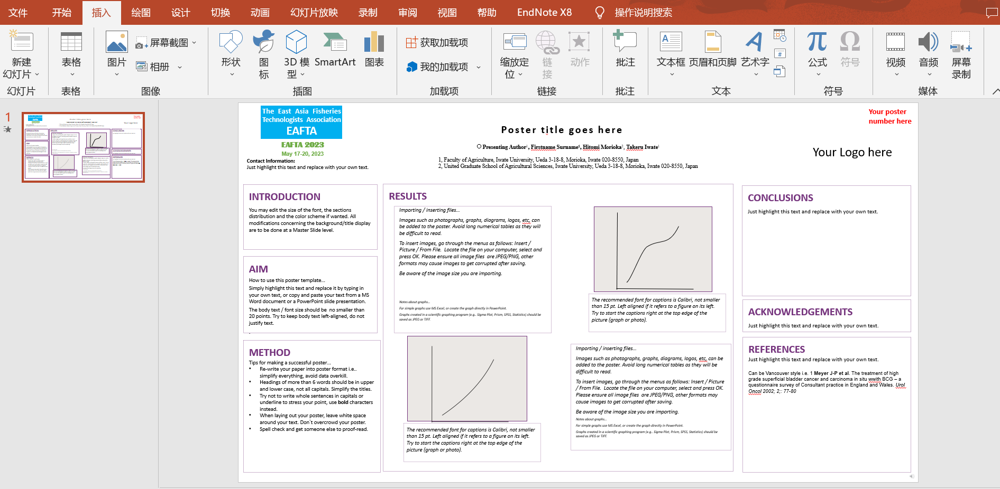 文件 开始 插入 绘图 设计 切换 动画 幻灯片放映 录制 审阅 视图 帮助 EndNote X8 操作说明搜索
新建
幻灯片
幻灯片
表格
表格
图片
屏幕截图
相册
图像
形状
图
标
3D 模
型
SmartArt
图表
插图
获取加载项
我的加载项
加载项
缩放定
位
链
接
动作
链接
批注
批注
文本框
页眉和页脚
艺术字
文本
公式
符号
符号
视频
音频
屏幕
录制
媒体
1
The East Asia Fisheries
Technologists Association
EAFTA
EAFTA 2023
May 17-20, 2023
Contact Information:
Just highlight this text and replace with your own text.
Poster title goes here
Presenting Author1, Firstname Surname1, Hitomi Morioka2, Takeru Iwate1
1, Faculty of Agriculture, Iwate University, Ueda 3-18-8, Morioka, Iwate 020-8550, Japan
2, United Graduate School of Agricultural Sciences, Iwate University, Ueda 3-18-8, Morioka, Iwate 020-8550, Japan
Your poster
number here
Your Logo here
INTRODUCTION
You may edit the size of the font, the sections
distribution and the color scheme if wanted. All
modifications concerning the background/title display
are to be done at a Master Slide level.
AIM
How to use this poster template...
Simply highlight this text and replace it by typing in
your own text, or copy and paste your text from a MS
Word document or a PowerPoint slide presentation.
The body text / font size should be no smaller than
20 points. Try to keep body text left-aligned, do not
justify text.
METHOD
Tips for making a successful poster...
• Re-write your paper into poster format i.e..
simplify everything, avoid data overkill.
• Headings of more than 6 words should be in upper
and lower case, not all capitals. Simplify the titles.
• Try not to write whole sentences in capitals or
underline to stress your point, use bold characters
instead.
• When laying out your poster, leave white space
around your text. Don´t overcrowd your poster.
• Spell check and get someone else to proof-read.
RESULTS
Importing / inserting files...
Images such as photographs, graphs, diagrams, logos, etc, can
be added to the poster. Avoid long numerical tables as they will
be difficult to read.
To insert images, go through the menus as follows: Insert /
Picture / From File. Locate the file on your computer, select and
press OK. Please ensure all image files are JPEG/PNG, other
formats may cause images to get corrupted after saving.
Be aware of the image size you are importing.
Notes about graphs...
For simple graphs use MS Excel, or create the graph directly in PowerPoint.
Graphs created in a scientific graphing program (e.g.. Sigma Plot, Prism, SPSS, Statistics) should be
saved as JPEG or TIFF.
The recommended font for captions is Calibri, not smaller
than 15 pt. Left aligned if it refers to a figure on its left.
Try to start the captions right at the top edge of the
picture (graph or photo).
The recommended font for captions is Calibri, not smaller
than 15 pt. Left aligned if it refers to a figure on its left.
Try to start the captions right at the top edge of the
picture (graph or photo).
Importing / inserting files...
Images such as photographs, graphs, diagrams, logos, etc, can be
added to the poster. Avoid long numerical tables as they will be
difficult to read.
To insert images, go through the menus as follows: Insert / Picture
/ From File. Locate the file on your computer, select and press OK.
Please ensure all image files are JPEG/PNG, other formats may
cause images to get corrupted after saving.
Be aware of the image size you are importing.
Notes about graphs...
For simple graphs use MS Excel, or create the graph directly in PowerPoint.
Graphs created in a scientific graphing program (e.g.. Sigma Plot, Prism, SPSS, Statistics) should be
saved as JPEG or TIFF.
CONCLUSIONS
Just highlight this text and replace with your own text.
ACKNOWLEDGEMENTS
Just highlight this text and replace with your own text.
REFERENCES
Just highlight this text and replace with your own text.
Can be Vancouver style i.e. 1 Meyer J-P et al. The treatment of high
grade superficial bladder cancer and carcinoma in situ wwith BCG – a
questionnaire survey of Consultant practice in England and Wales. Urol
Oncol 2002; 2;: 77-80